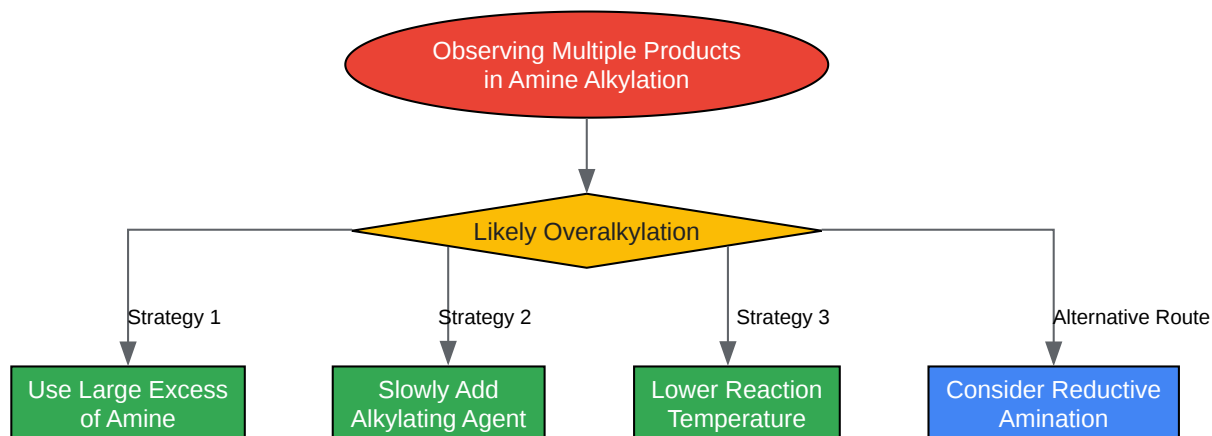 Observing Multiple Products
in Amine Alkylation
Likely Overalkylation
Strategy 1
Strategy 2
Strategy 3
Alternative Route
Use Large Excess
of Amine
Slowly Add
Alkylating Agent
Lower Reaction
Temperature
Consider Reductive
Amination